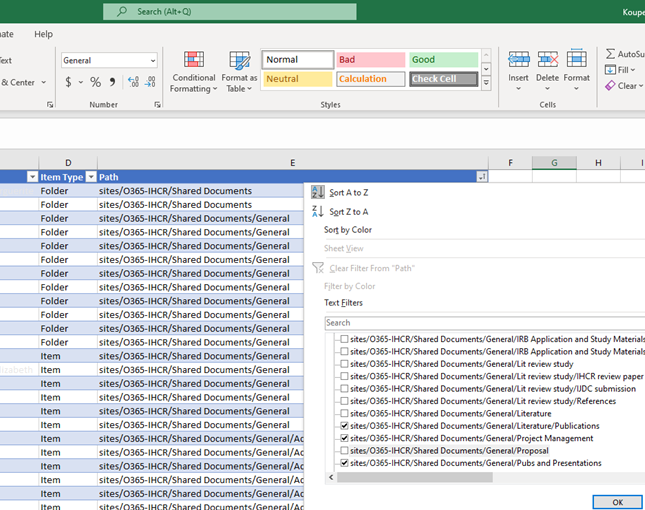 Search (Alt+Q)
Koupe
ate Help
Text
& Center
General
$ % 9
Number
Conditional Formatting
Format as Table
Normal Bad Good
Neutral Calculation Check Cell
Styles
Insert Delete Format
Cells
AutoSu
Fill
Clear
D E F G H I
Item Type Path
Folder sites/O365-IHCR/Shared Documents
Folder sites/O365-IHCR/Shared Documents
Folder sites/O365-IHCR/Shared Documents/General
Folder sites/O365-IHCR/Shared Documents/General
Folder sites/O365-IHCR/Shared Documents/General
Folder sites/O365-IHCR/Shared Documents/General
Folder sites/O365-IHCR/Shared Documents/General
Folder sites/O365-IHCR/Shared Documents/General
Folder sites/O365-IHCR/Shared Documents/General
Folder sites/O365-IHCR/Shared Documents/General
Folder sites/O365-IHCR/Shared Documents/General
Folder sites/O365-IHCR/Shared Documents/General
Item sites/O365-IHCR/Shared Documents/General
lizabeth Item sites/O365-IHCR/Shared Documents/General
Item sites/O365-IHCR/Shared Documents/General
Item sites/O365-IHCR/Shared Documents/General
Item sites/O365-IHCR/Shared Documents/General
Item sites/O365-IHCR/Shared Documents/General
Item sites/O365-IHCR/Shared Documents/General/Ad
Item sites/O365-IHCR/Shared Documents/General/Ad
Item sites/O365-IHCR/Shared Documents/General/Ad
Item sites/O365-IHCR/Shared Documents/General/Ad
Item sites/O365-IHCR/Shared Documents/General/Ad
Sort A to Z
Sort Z to A
Sort by Color
Sheet View
Clear Filter From "Path"
Filter by Color
Text Filters
Search
sites/O365-IHCR/Shared Documents/General/IRB Application and Study Materials
sites/O365-IHCR/Shared Documents/General/IRB Application and Study Materials
sites/O365-IHCR/Shared Documents/General/Lit review study
sites/O365-IHCR/Shared Documents/General/Lit review study/IHCR review paper
sites/O365-IHCR/Shared Documents/General/Lit review study/IJDC submission
sites/O365-IHCR/Shared Documents/General/Lit review study/References
sites/O365-IHCR/Shared Documents/General/Literature
sites/O365-IHCR/Shared Documents/General/Literature/Publications
sites/O365-IHCR/Shared Documents/General/Project Management
sites/O365-IHCR/Shared Documents/General/Proposal
sites/O365-IHCR/Shared Documents/General/Pubs and Presentations
OK